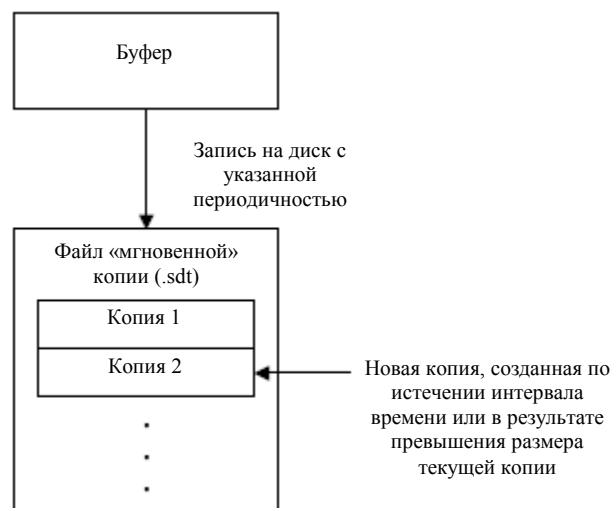 Буфер
Запись на диск с
указанной
периодичностью
Файл «мгновенной»
копии (.sdt)
Копия 1
Копия 2
Новая копия, созданная по
истечении интервала
времени или в результате
превышения размера
текущей копии